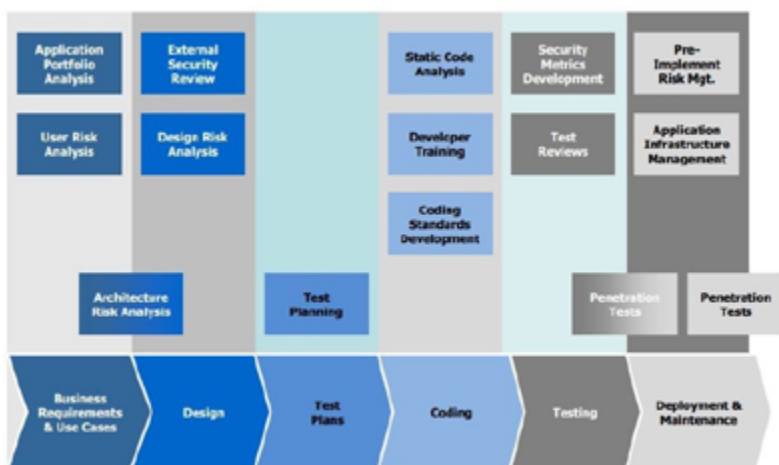 Application
Portfolio
Analysis
External
Security
Review
Static Code
Analysis
Security
Metrics
Development
Pre-
Implement
Risk Mgt.
User Risk
Analysis
Design Risk
Analysis
Developer
Training
Test
Reviews
Application
Infrastructure
Management
Coding
Standards
Development
Architecture
Risk Analysis
Test
Planning
Penetration
Tests
Penetration
Tests
Business
Requirements
& Use Cases
Design
Test
Plans
Coding
Testing
Deployment &
Maintenance